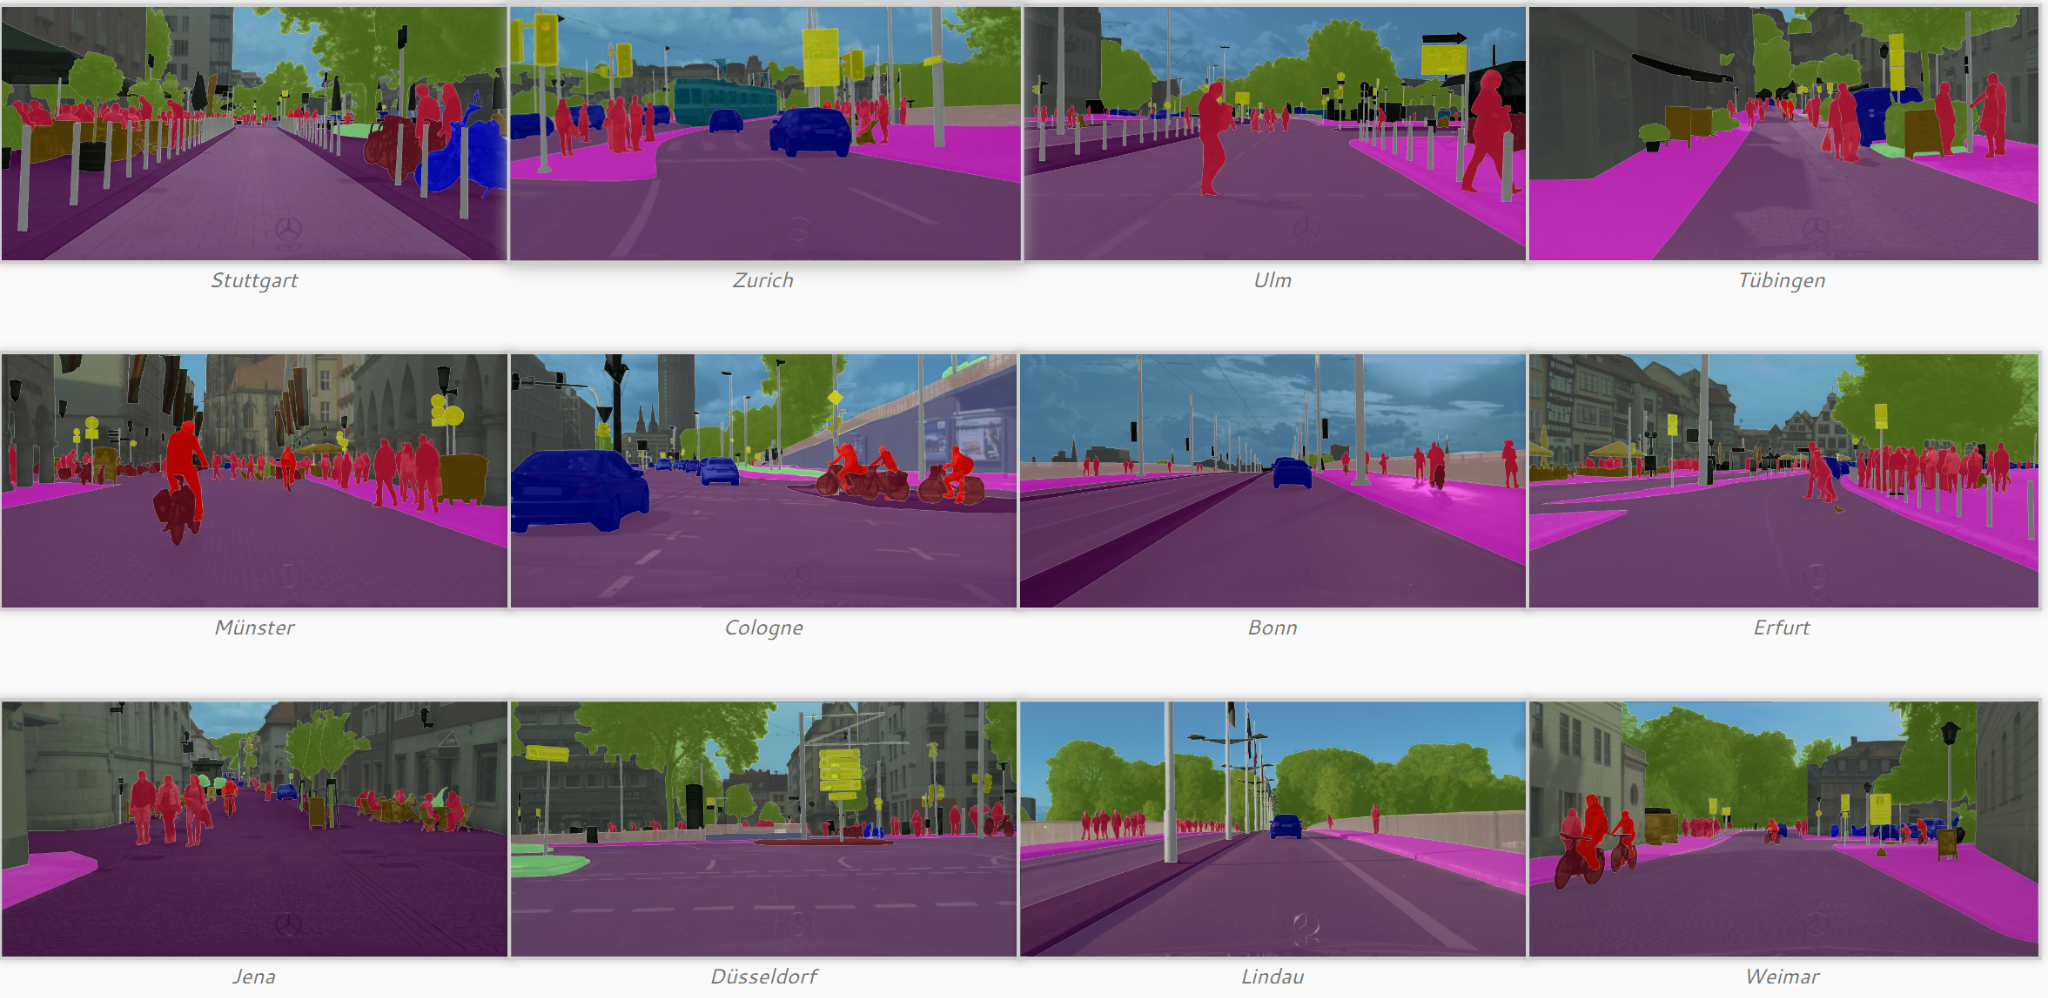 Stuttgart
Zurich
Ulm
Tübingen
Münster
Cologne
Bonn
Erfurt
Jena
Düsseldorf
Lindau
Weimar